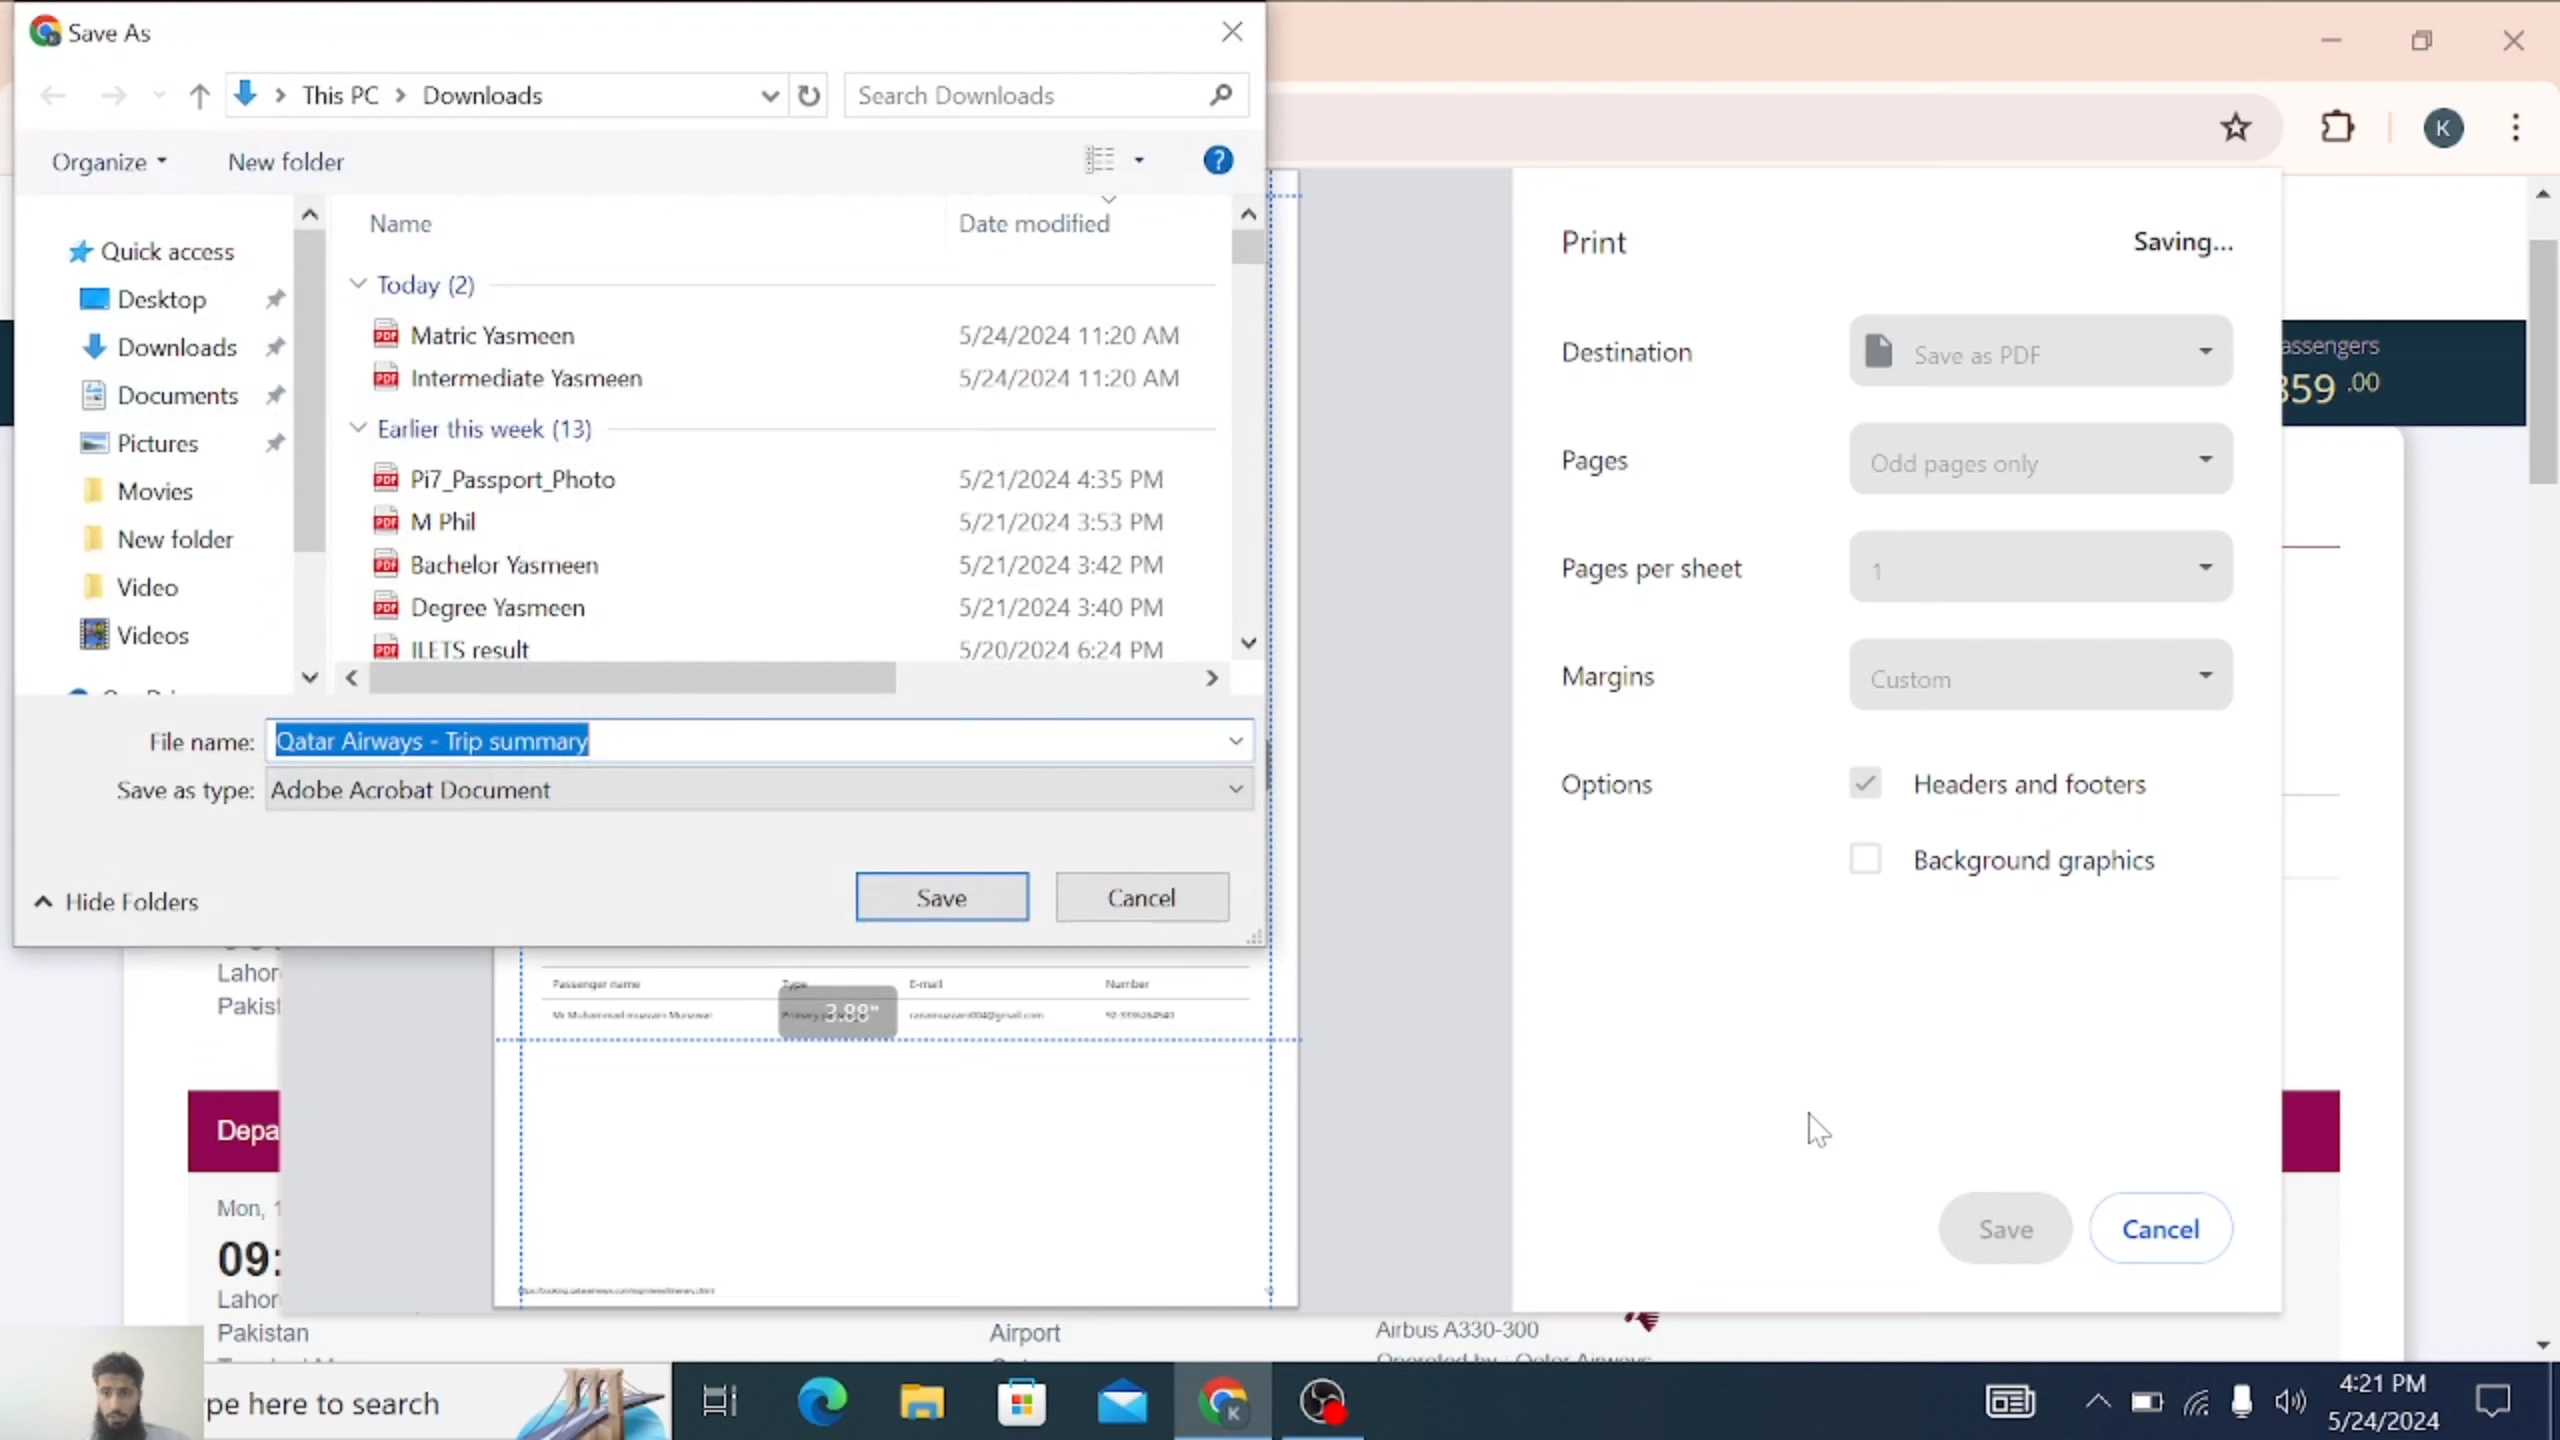 Save As
This PC > Downloads
Search Downloads
Organize
New folder
Name
Date modified
Quick access
Desktop
Downloads
Documents
Pictures
Movies
New folder
Video
Videos
Today (2)
Matric Yasmeen 5/24/2024 11:20 AM
Intermediate Yasmeen 5/24/2024 11:20 AM
Earlier this week (13)
Pi7_Passport_Photo 5/21/2024 4:35 PM
M Phil 5/21/2024 3:53 PM
Bachelor Yasmeen 5/21/2024 3:42 PM
Degree Yasmeen 5/21/2024 3:40 PM
ILETS result 5/20/2024 6:24 PM
File name: Qatar Airways - Trip summary
Save as type: Adobe Acrobat Document
Hide Folders
Save
Cancel
K
Print
Saving...
Destination
Save as PDF
Pages
Odd pages only
Pages per sheet
1
Margins
Custom
Options
Headers and footers
Background graphics
Save
Cancel
assengers
359 .00
Lahor
Pakist
Passenger name Type E-mail Number
3.88"
Depa
Mon, 1
09:
Lahor
Pakistan
Airport
Airbus A330-300
pe here to search
4:21 PM
5/24/2024